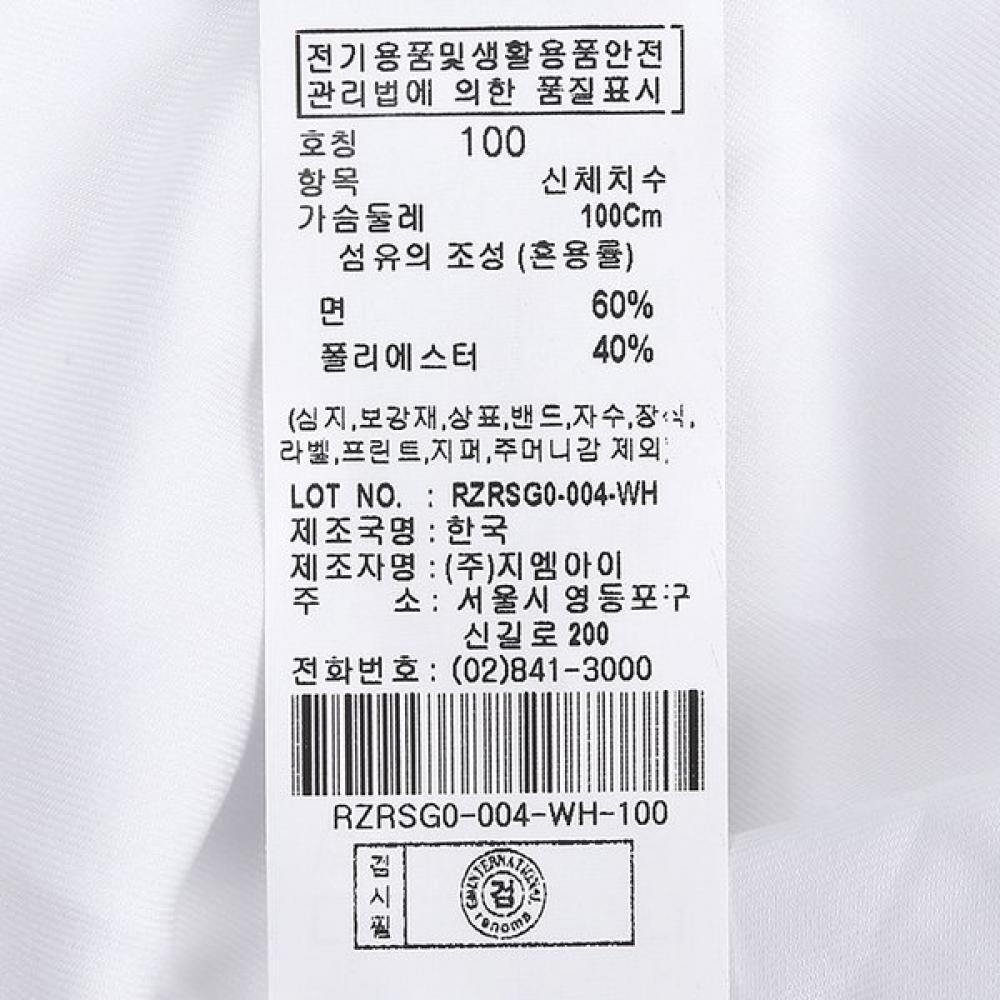 전기용품및생활용품안전
관리법에 의한 품질표시
호칭 100
항목 신체치수
가슴둘레 100Cm
섬유의 조성 (혼용률)
면 60%
폴리에스터 40%
(심지,보강재,상표,밴드,자수,장식,
라벨,프린트,지퍼,주머니감 제외)
LOT NO. : RZRSG0-004-WH
제조국명 : 한국
제조자명 : (주)지엠아이
주 소 : 서울시 영등포구
신길로 200
전화번호 : (02)841-3000
RZRSG0-004-WH-100
검시필
GMINTERNATIONAL
검
renoma